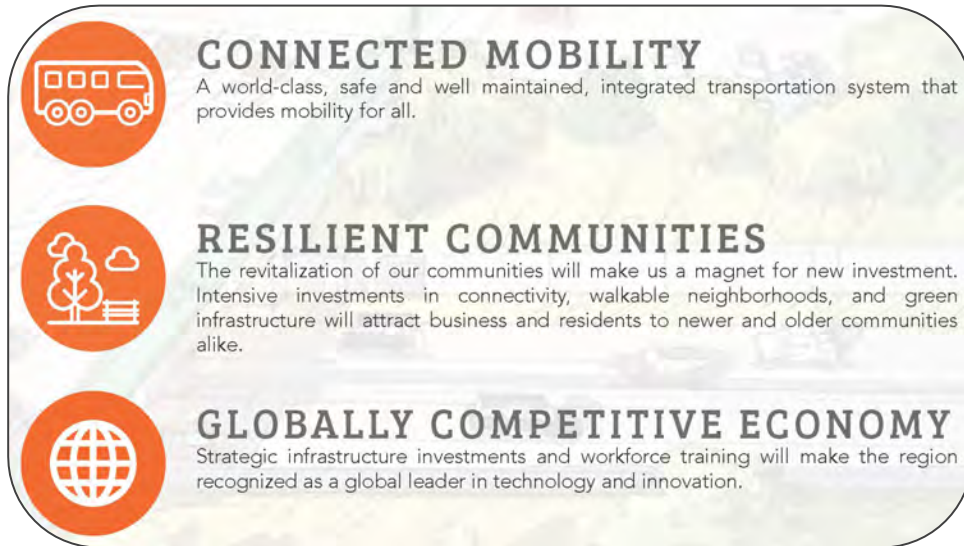 CONNECTED MOBILITY
A world-class, safe and well maintained, integrated transportation system that
provides mobility for all.
RESILIENT COMMUNITIES
The revitalization of our communities will make us a magnet for new investment.
Intensive investments in connectivity, walkable neighborhoods, and green
infrastructure will attract business and residents to newer and older communities
alike.
GLOBALLY COMPETITIVE ECONOMY
Strategic infrastructure investments and workforce training will make the region
recognized as a global leader in technology and innovation.